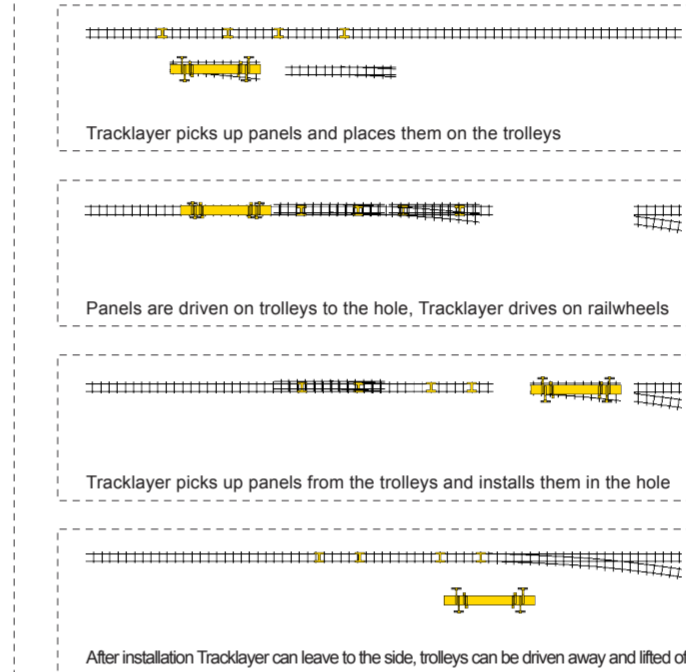 Tracklayer picks up panels and places them on the trolleys
Panels are driven on trolleys to the hole, Tracklayer drives on railwheels
Tracklayer picks up panels from the trolleys and installs them in the hole
After installation Tracklayer can leave to the side, trolleys can be driven away and lifted of